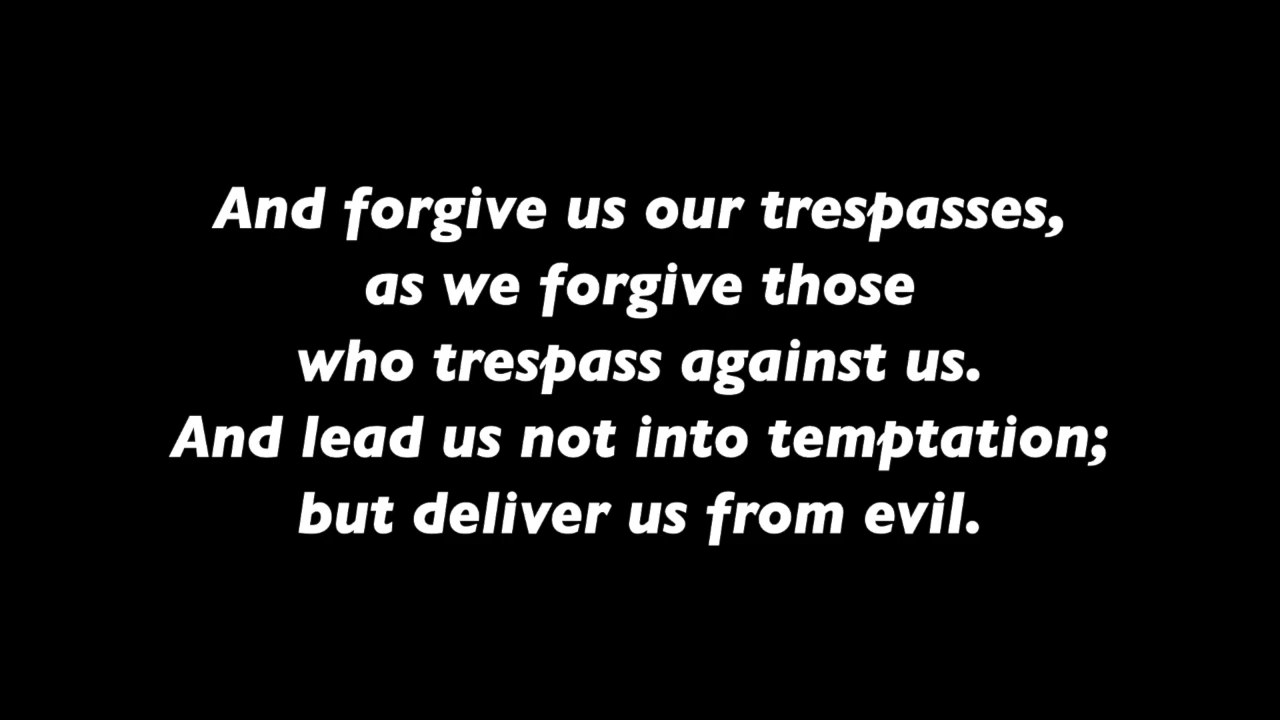 And forgive us our trespasses,
as we forgive those
who trespass against us.
And lead us not into temptation;
but deliver us from evil.